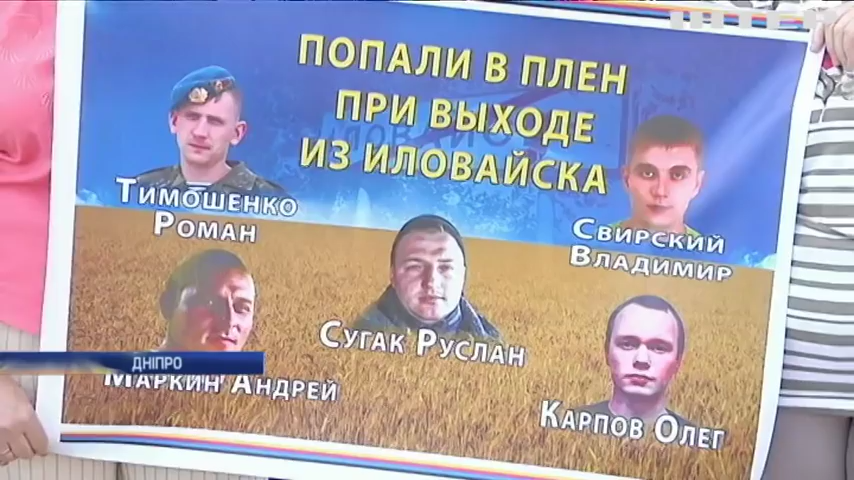 ПОПАЛИ В ПЛЕН
ПРИ ВЫХОДЕ
ИЗ ИЛОВАЙСКА
ТИМОШЕНКО
РОМАН
СВИРСКИЙ
ВЛАДИМИР
СУГАК РУСЛАН
ДНІПРО
МАРКИН АНДРЕЙ
КАРПОВ ОЛЕГ